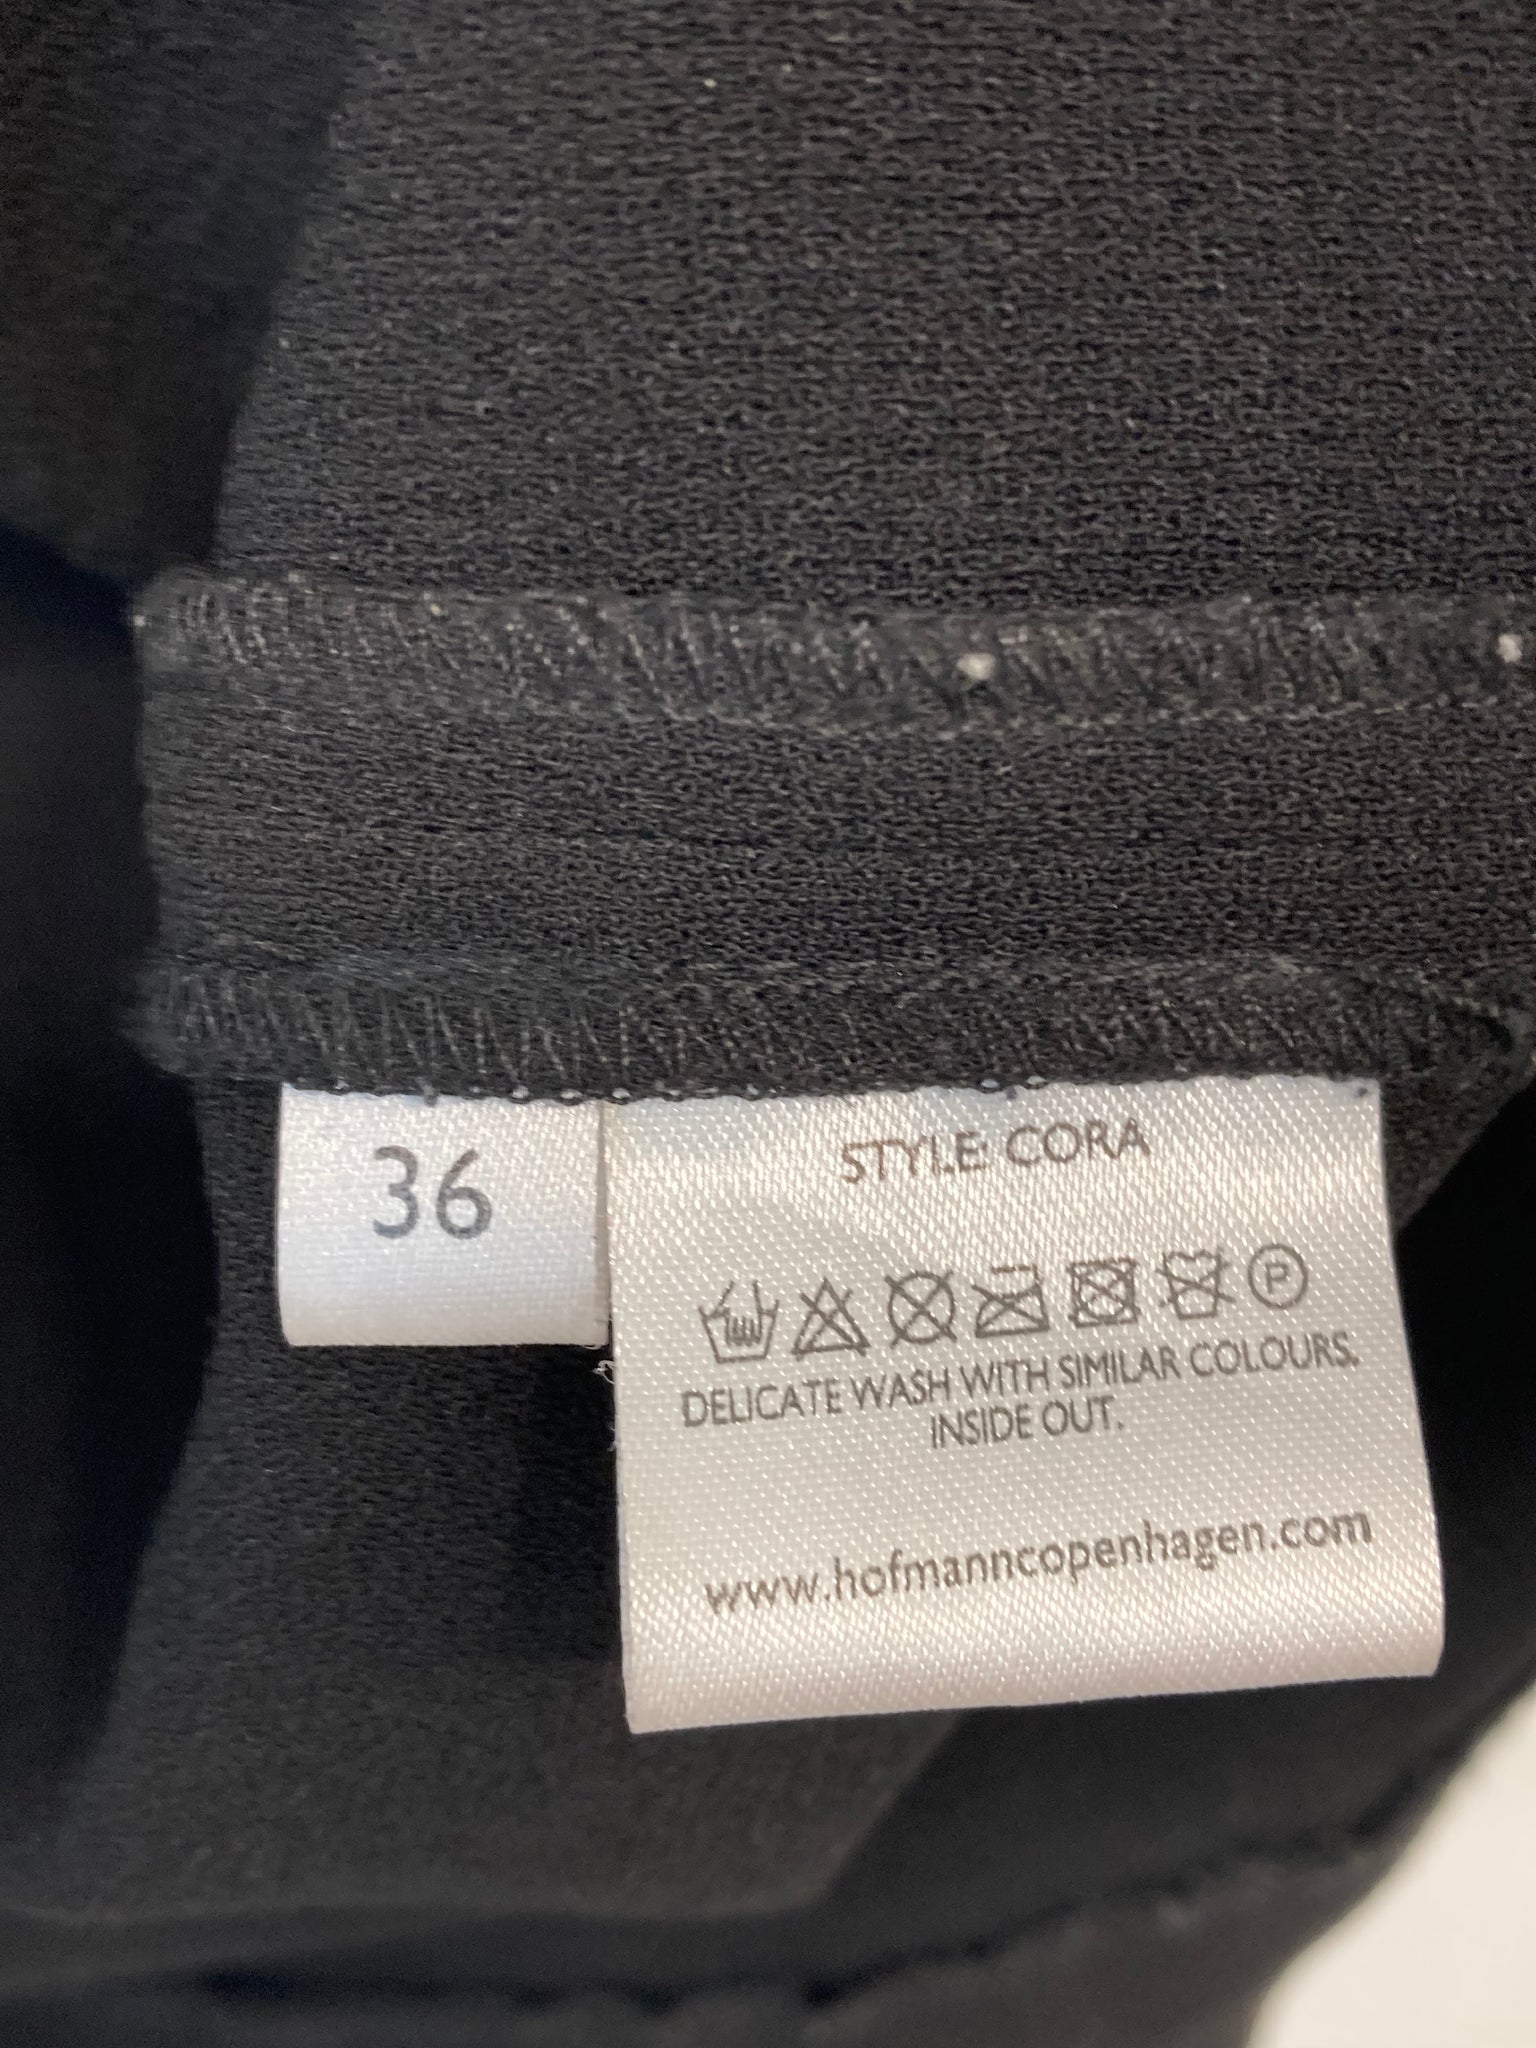 36
STYLE: CORA
P
DELICATE WASH WITH SIMILAR COLOURS.
INSIDE OUT.
www.hofmanncopenhagen.com